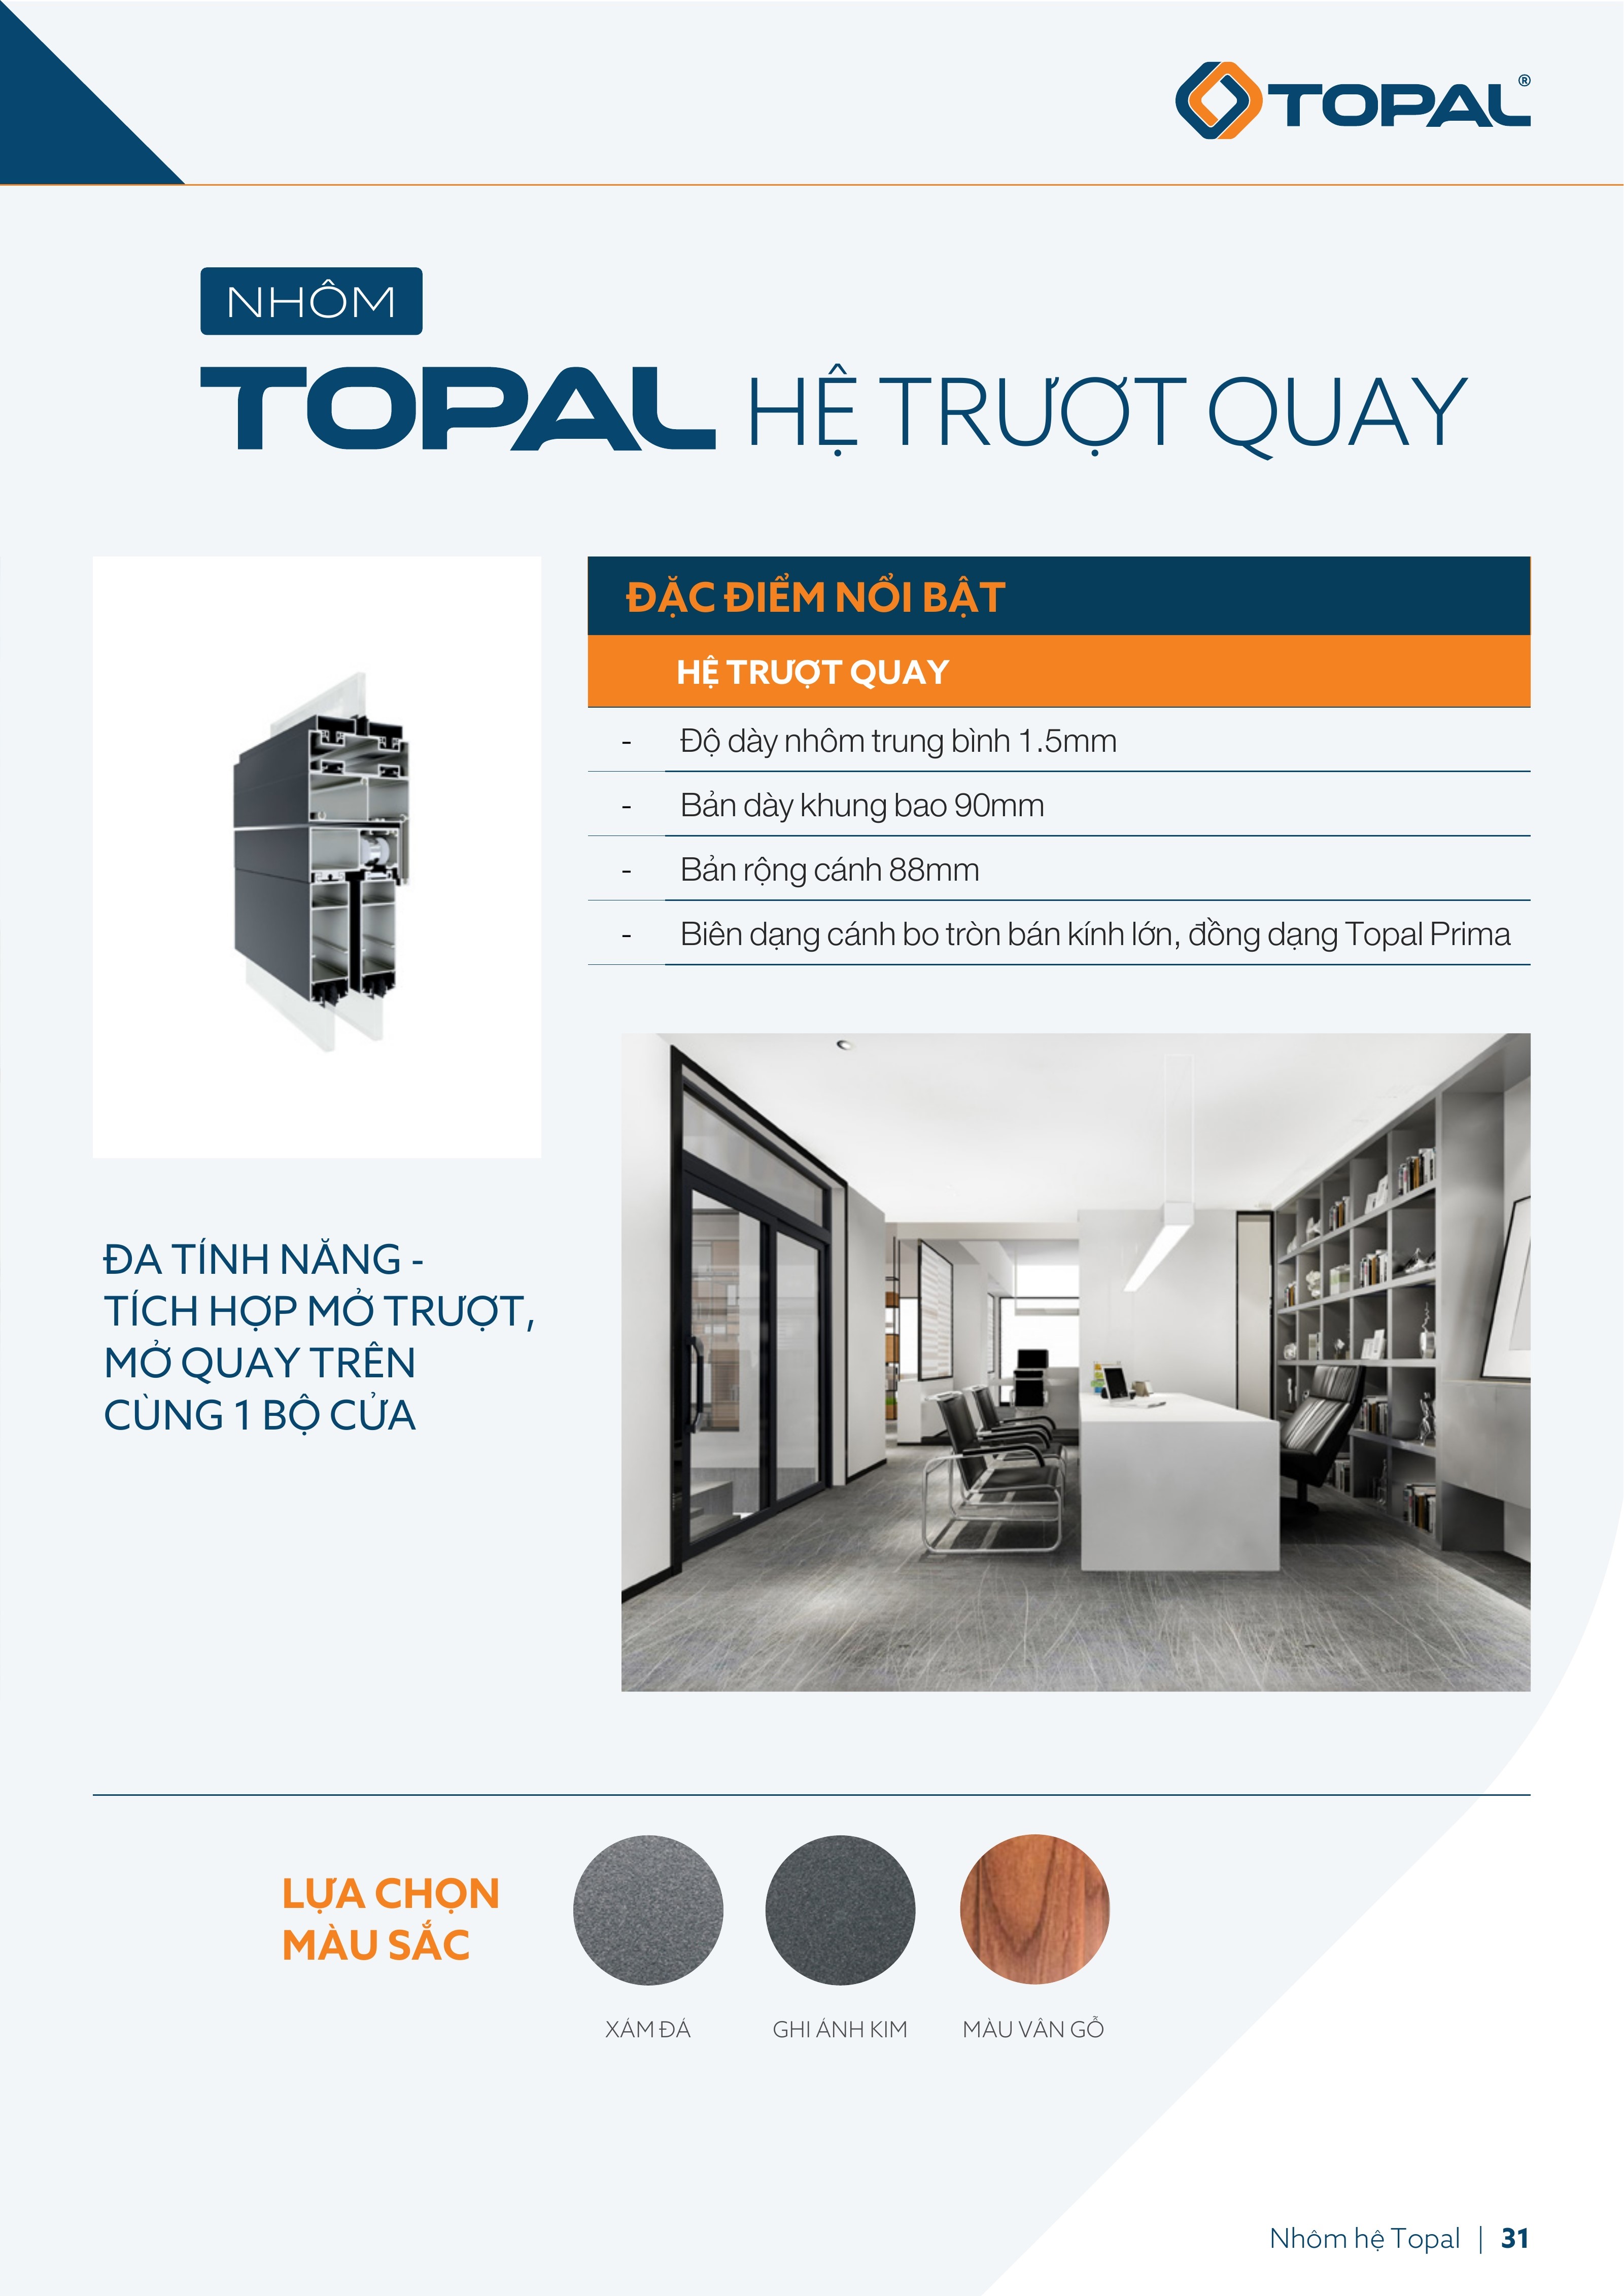 TOPAL®
NHÔM
TOPAL HỆ TRƯỢT QUAY
ĐẶC ĐIỂM NỔI BẬT
HỆ TRƯỢT QUAY
- Độ dày nhôm trung bình 1.5mm
- Bản dày khung bao 90mm
- Bản rộng cánh 88mm
- Biên dạng cánh bo tròn bán kính lớn, đồng dạng Topal Prima
ĐA TÍNH NĂNG -
TÍCH HỢP MỞ TRƯỢT,
MỞ QUAY TRÊN
CÙNG 1 BỘ CỬA
LỰA CHỌN
MÀU SẮC
XÁM ĐÁ
GHI ÁNH KIM
MÀU VÂN GỖ
Nhôm hệ Topal | 31